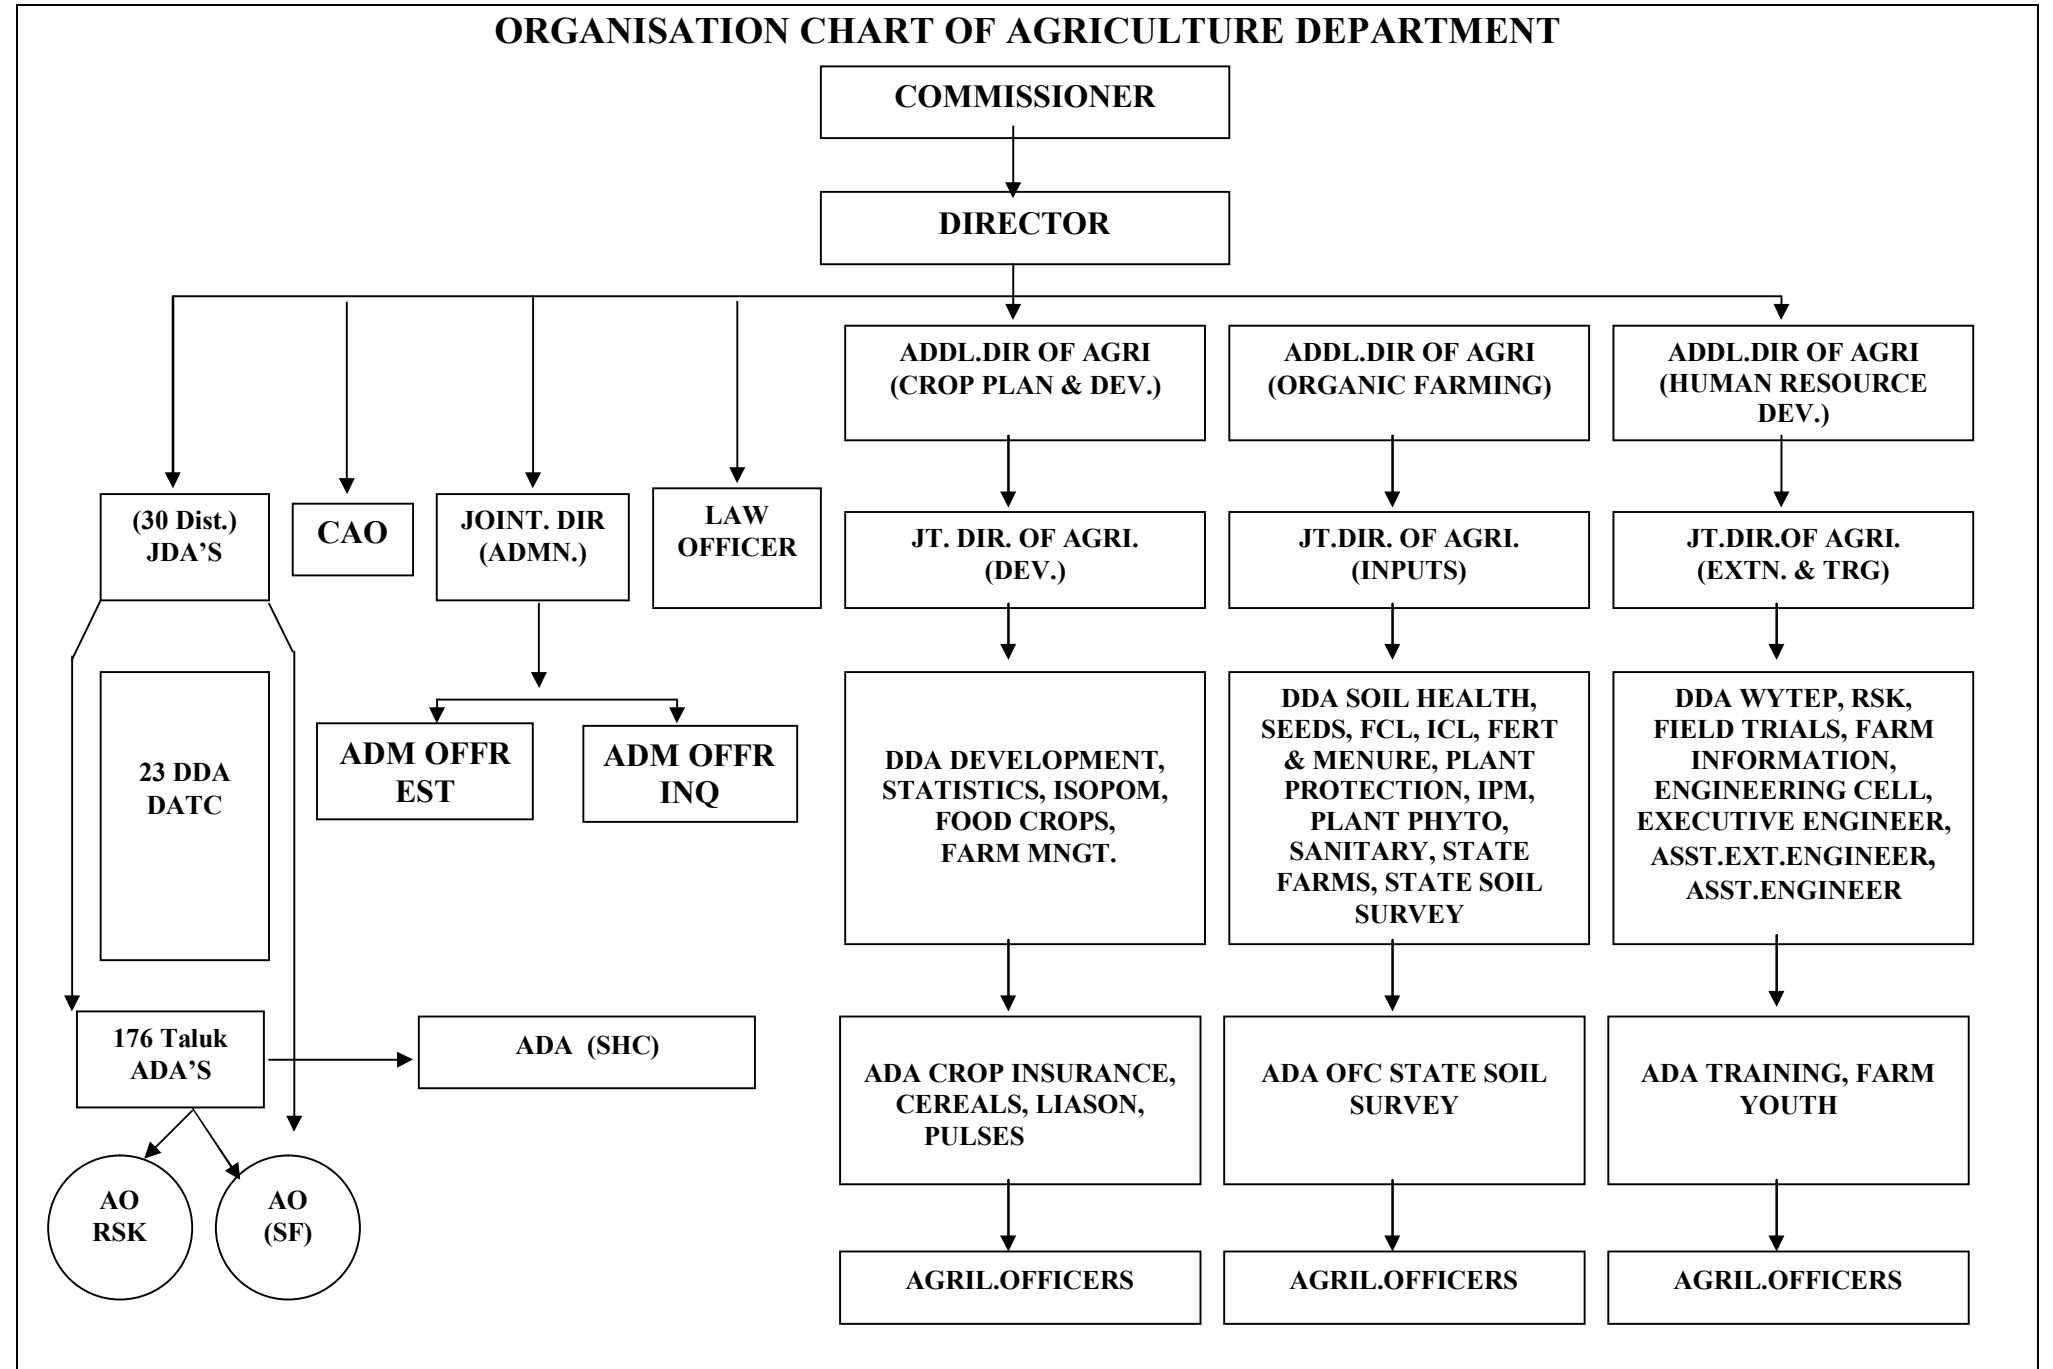 ORGANISATION CHART OF AGRICULTURE DEPARTMENT
COMMISSIONER
DIRECTOR
ADDL.DIR OF AGRI
(CROP PLAN & DEV.)
ADDL.DIR OF AGRI
(ORGANIC FARMING)
ADDL.DIR OF AGRI
(HUMAN RESOURCE
DEV.)
(30 Dist.)
JDA’S
CAO
JOINT. DIR
(ADMN.)
LAW
OFFICER
JT. DIR. OF AGRI.
(DEV.)
JT.DIR. OF AGRI.
(INPUTS)
JT.DIR.OF AGRI.
(EXTN. & TRG)
23 DDA
DATC
ADM OFFR
EST
ADM OFFR
INQ
DDA DEVELOPMENT,
STATISTICS, ISOPOM,
FOOD CROPS,
FARM MNGT.
DDA SOIL HEALTH,
SEEDS, FCL, ICL, FERT
& MENURE, PLANT
PROTECTION, IPM,
PLANT PHYTO,
SANITARY, STATE
FARMS, STATE SOIL
SURVEY
DDA WYTEP, RSK,
FIELD TRIALS, FARM
INFORMATION,
ENGINEERING CELL,
EXECUTIVE ENGINEER,
ASST.EXT.ENGINEER,
ASST.ENGINEER
176 Taluk
ADA’S
ADA (SHC)
ADA CROP INSURANCE,
CEREALS, LIASON,
PULSES
ADA OFC STATE SOIL
SURVEY
ADA TRAINING, FARM
YOUTH
AO
RSK
AO
(SF)
AGRIL.OFFICERS
AGRIL.OFFICERS
AGRIL.OFFICERS